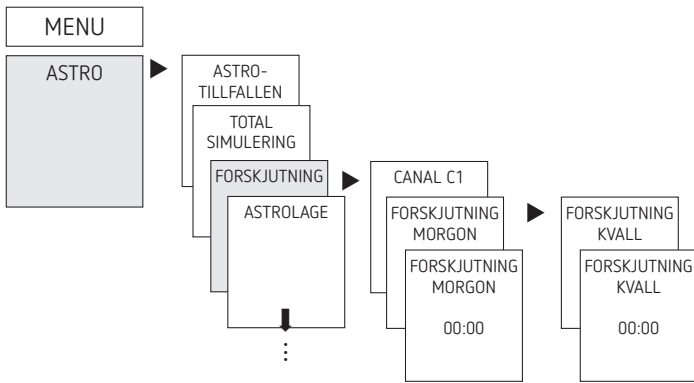 MENU
ASTRO
ASTRO-
TILLFALLEN
TOTAL
SIMULERING
FORSKJUTNING
ASTROLAGE
CANAL C1
FORSKJUTNING
MORGON
FORSKJUTNING
MORGON
00:00
FORSKJUTNING
KVALL
FORSKJUTNING
KVALL
00:00